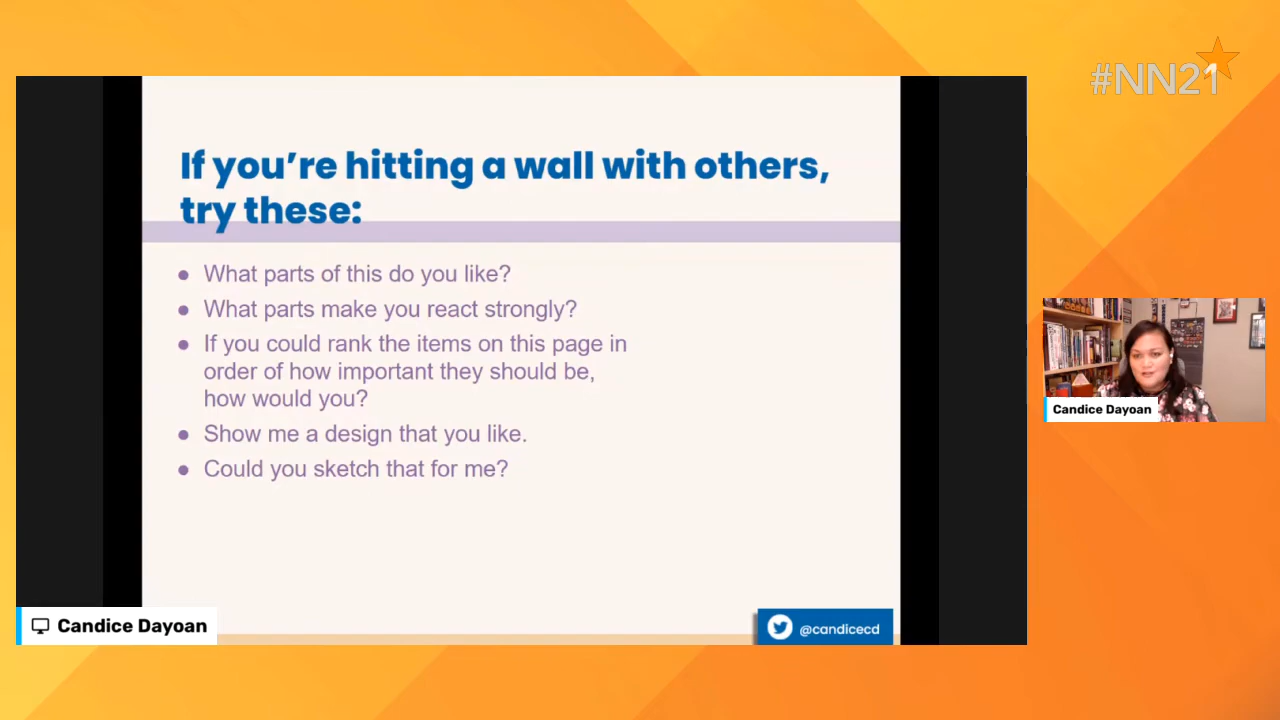 #NN21
If you're hitting a wall with others,
try these:
● What parts of this do you like?
● What parts make you react strongly?
● If you could rank the items on this page in
order of how important they should be,
how would you?
● Show me a design that you like.
● Could you sketch that for me?
Candice Dayoan
Candice Dayoan
@candicecd